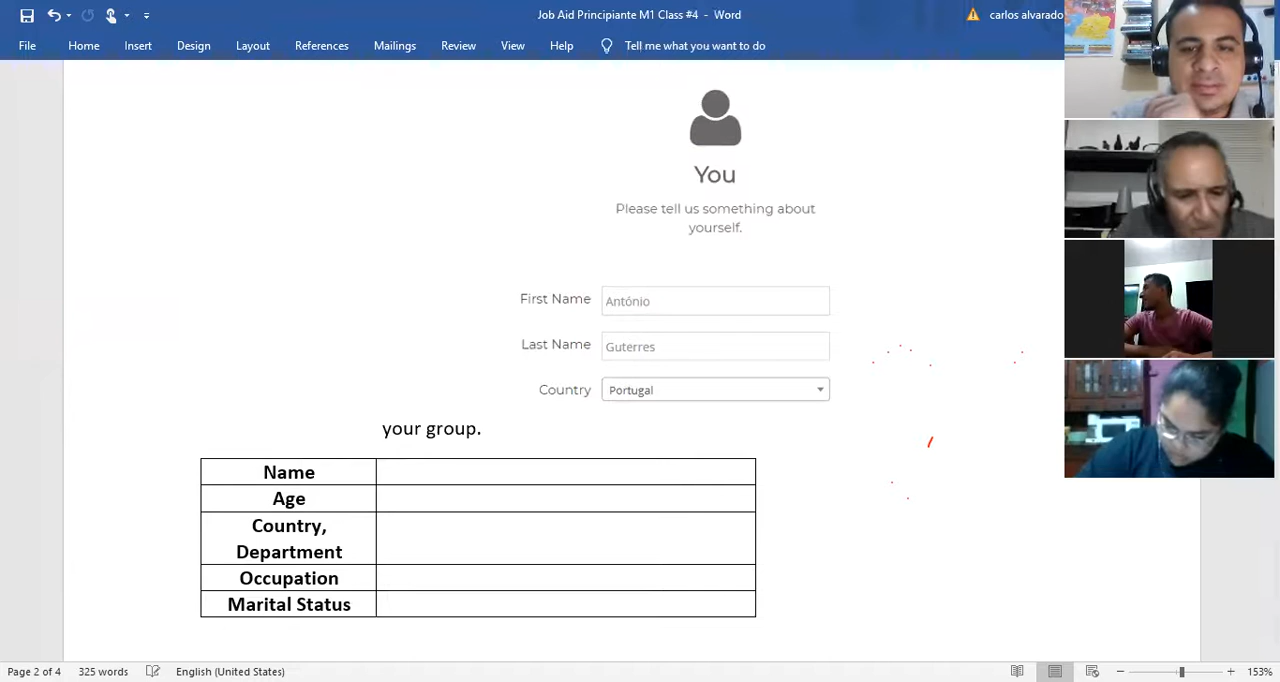 Job Aid Principiante M1 Class #4 - Word
carlos alvarado
File Home Insert Design Layout References Mailings Review View Help Tell me what you want to do
You
Please tell us something about
yourself.
First Name António
Last Name Guterres
Country Portugal
your group.
Name
Age
Country,
Department
Occupation
Marital Status
Page 2 of 4 325 words English (United States) 153%